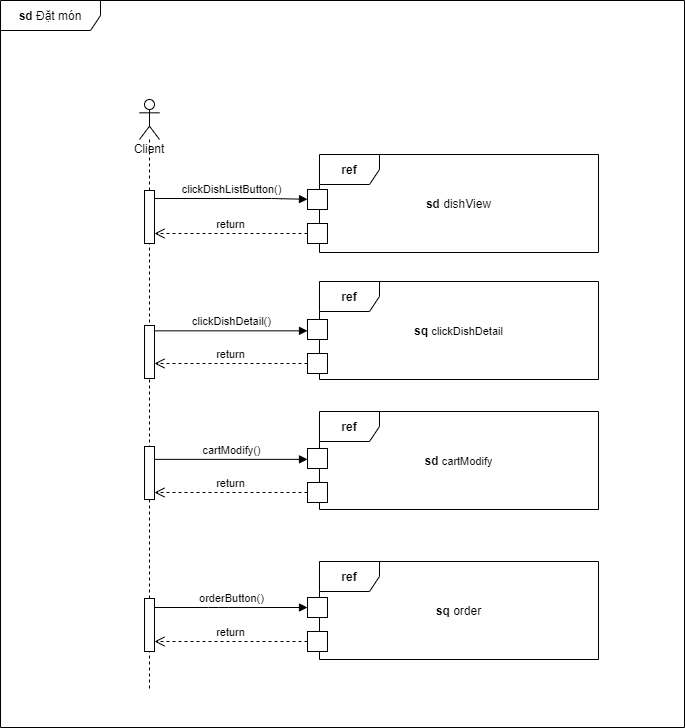 sd Đặt món
Client
ref
clickDishListButton()
sd dishView
return
ref
clickDishDetail()
sq clickDishDetail
return
ref
cartModify()
sd cartModify
return
ref
orderButton()
sq order
return